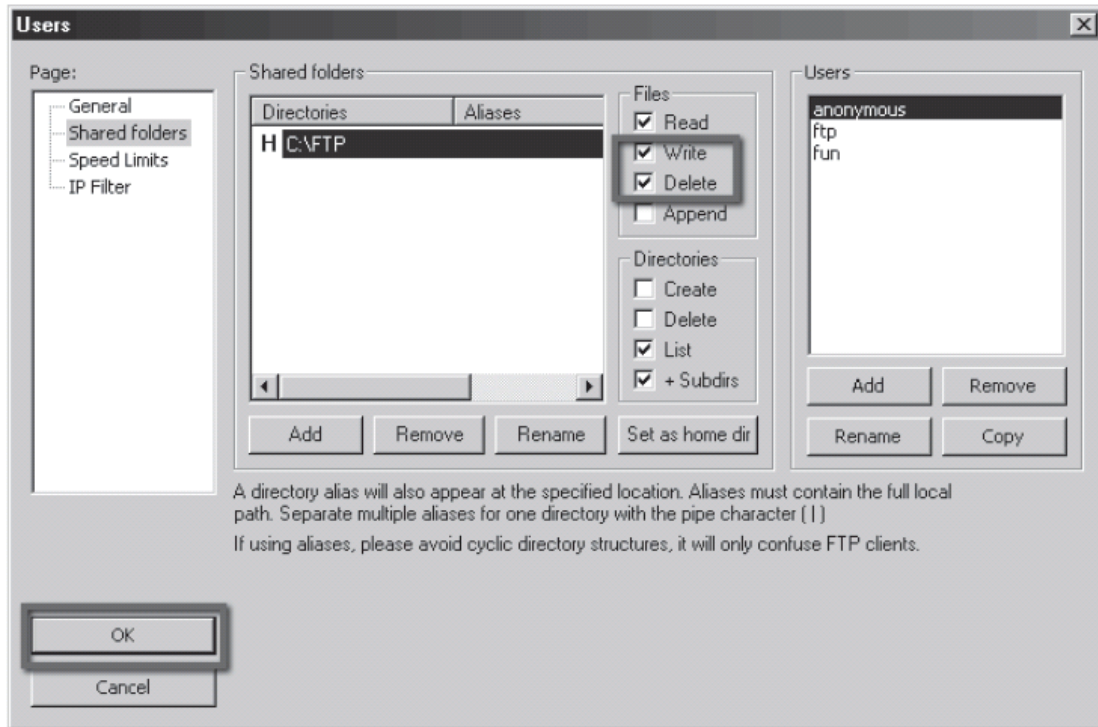 Users
Page:
General
Shared folders
Speed Limits
IP Filter
Shared folders
Directories Aliases
H C:\FTP
Files
Read
Write
Delete
Append
Directories
Create
Delete
List
+ Subdirs
Add Remove Rename Set as home dir
Users
anonymous
ftp
fun
Add Remove
Rename Copy
A directory alias will also appear at the specified location. Aliases must contain the full local
path. Separate multiple aliases for one directory with the pipe character ( | )
If using aliases, please avoid cyclic directory structures, it will only confuse FTP clients.
OK
Cancel